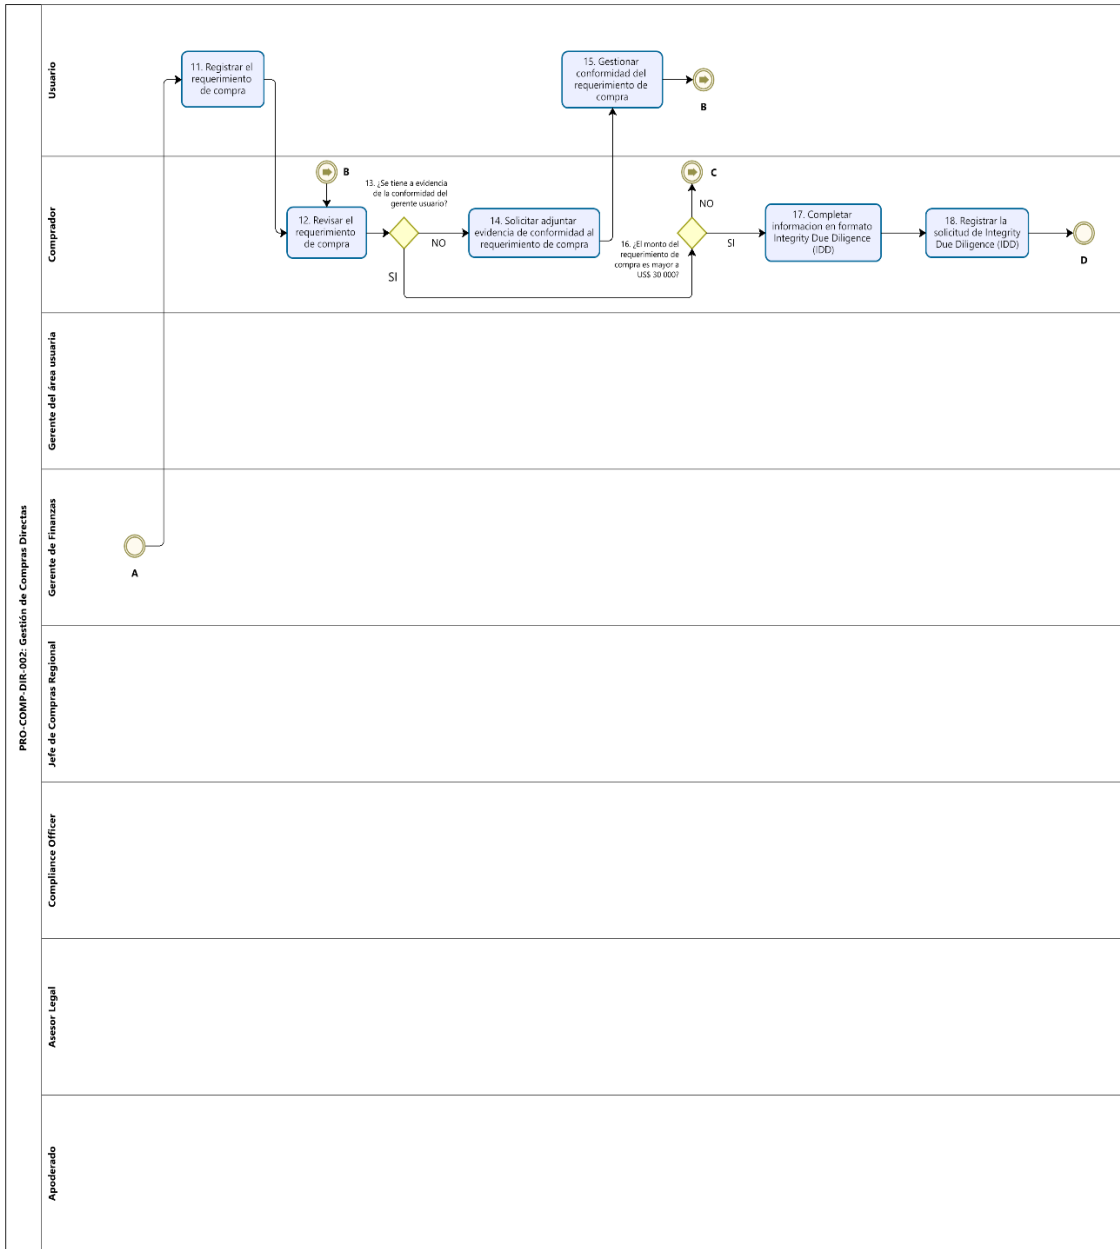 PRO-COMP-DIR-002: Gestión de Compras Directas
Usuario
11. Registrar el
requerimiento
de compra
15. Gestionar
conformidad del
requerimiento de
compra
B
Comprador
B
12. Revisar el
requerimiento
de compra
13. ¿Se tiene a evidencia
de la conformidad del
gerente usuario?
NO
SI
14. Solicitar adjuntar
evidencia de conformidad al
requerimiento de compra
C
NO
16. ¿El monto del
requerimiento de
compra es mayor a
US$ 30 000?
SI
17. Completar
informacion en formato
Integrity Due Diligence
(IDD)
18. Registrar la
solicitud de Integrity
Due Diligence (IDD)
D
Gerente del área usuaria
Gerente de Finanzas
A
Jefe de Compras Regional
Compliance Officer
Asesor Legal
Apoderado